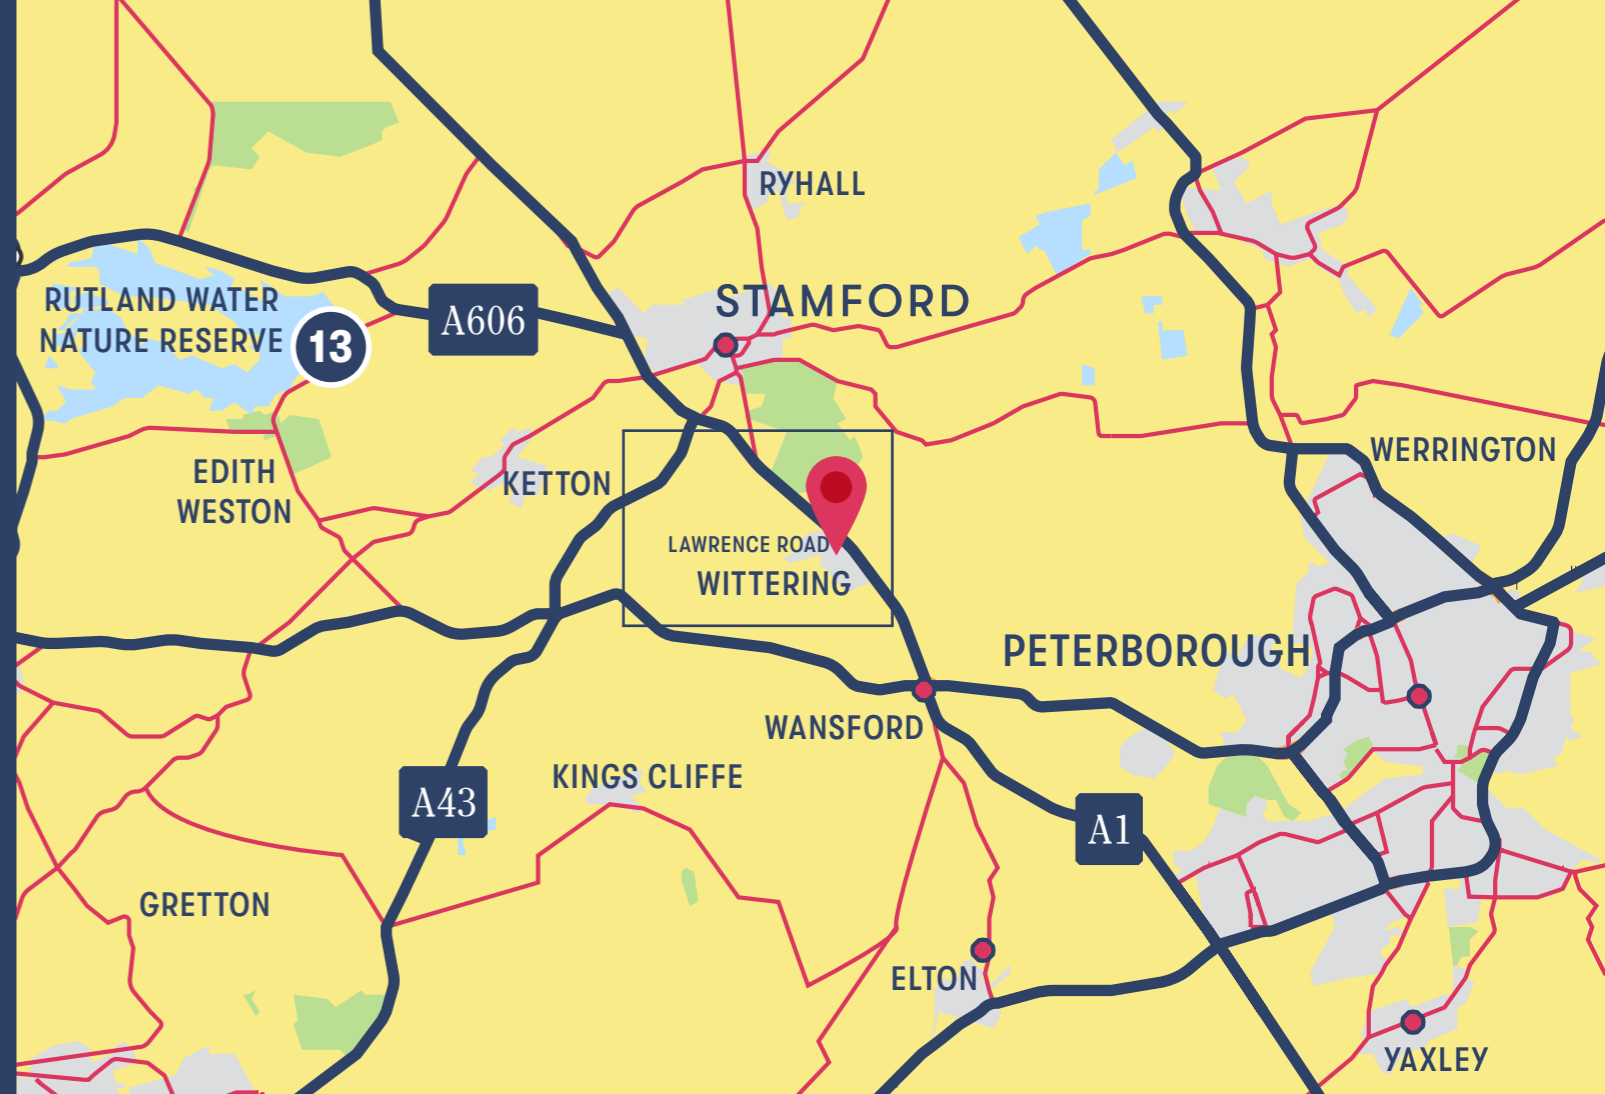 RYHALL
STAMFORD
A606
RUTLAND WATER
NATURE RESERVE
13
WERRINGTON
EDITH
WESTON
KETTON
LAWRENCE ROAD
WITTERING
PETERBOROUGH
WANSFORD
KINGS CLIFFE
A43
A1
GRETTON
ELTON
YAXLEY